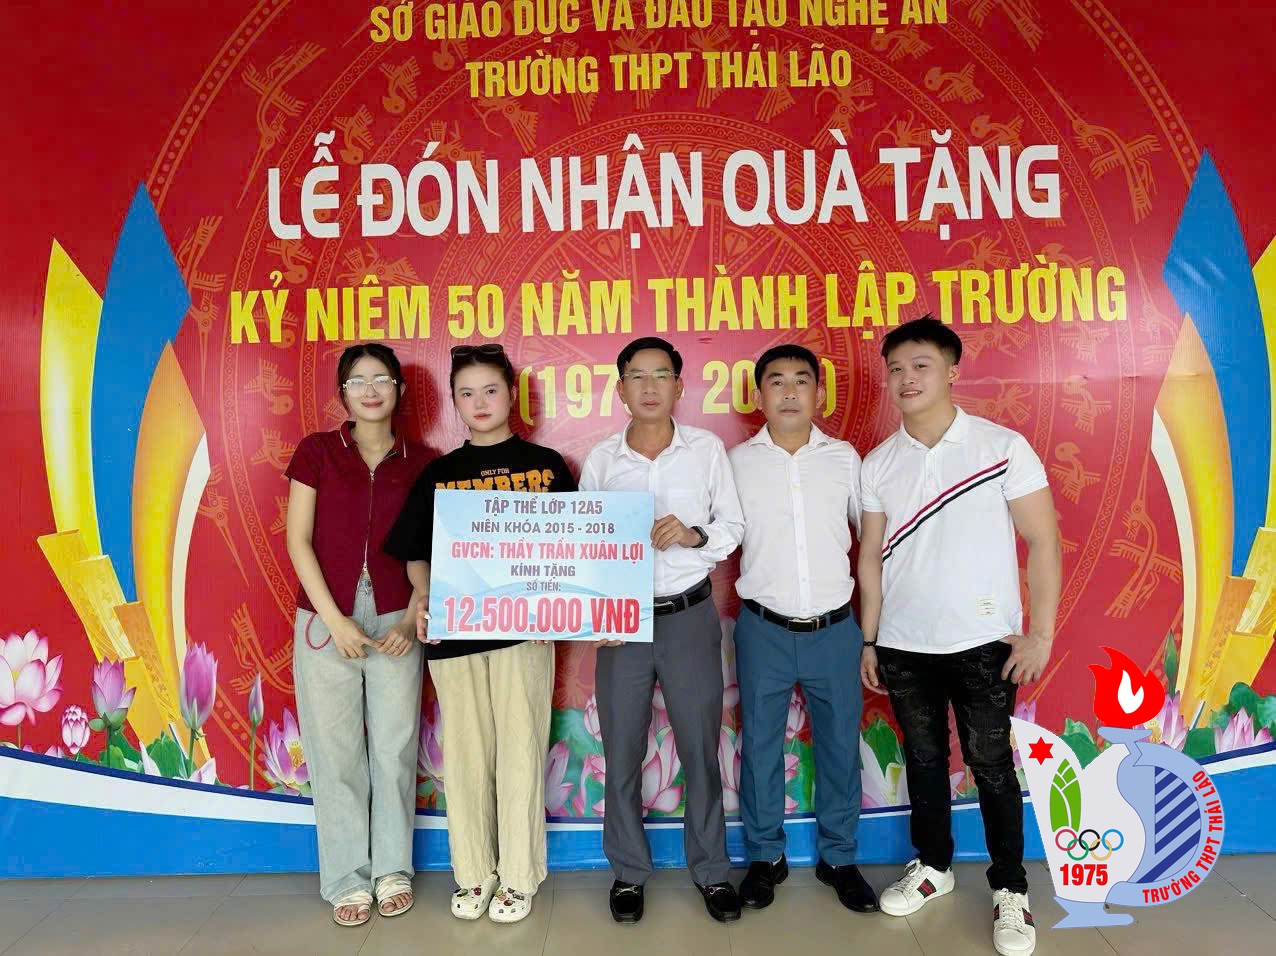 SỞ GIÁO DỤC VÀ ĐÀO TẠO NGHỆ AN
TRƯỜNG THPT THÁI LÃO
LỄ ĐÓN NHẬN QUÀ TẶNG
KỶ NIỆM 50 NĂM THÀNH LẬP TRƯỜNG
(197 20 )
ONLY FOR
MEMBERS
TẬP THỂ LỚP 12A5
NIÊN KHÓA 2015 - 2018
GVCN: THẦY TRẦN XUÂN LỢI
KÍNH TẶNG
SỐ TIỀN:
12.500.000 VNĐ
1975
TRƯỜNG THPT THÁI LÃO